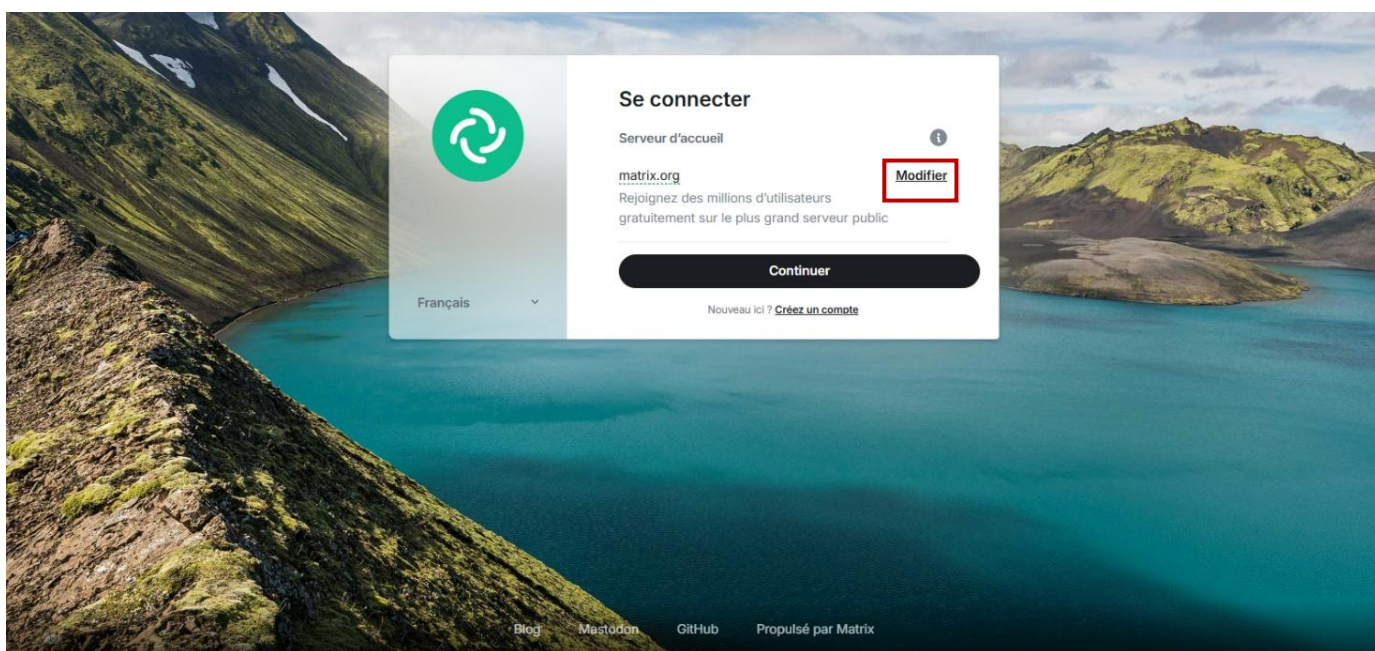 Se connecter
Serveur d’accueil
matrix.org
Modifier
Rejoignez des millions d’utilisateurs
gratuitement sur le plus grand serveur public
Continuer
Français
Nouveau ici ? Créez un compte
Blog Mastodon GitHub Propulsé par Matrix